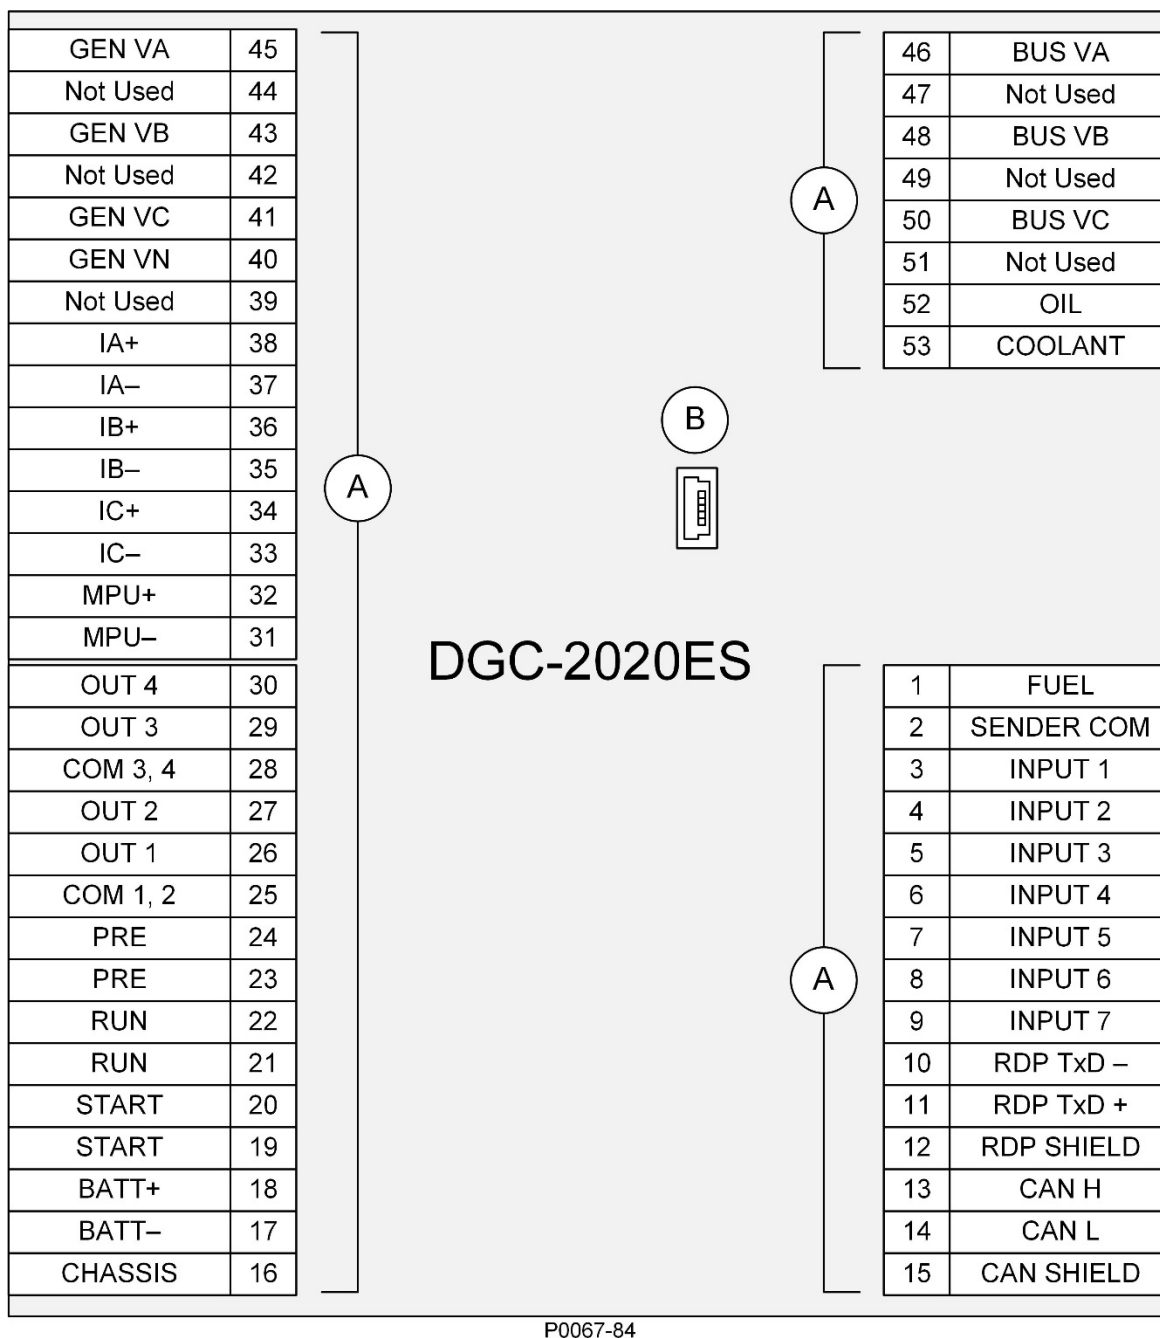 GEN VA 45
Not Used 44
GEN VB 43
Not Used 42
GEN VC 41
GEN VN 40
Not Used 39
IA+ 38
IA– 37
IB+ 36
IB– 35
IC+ 34
IC– 33
MPU+ 32
MPU– 31
OUT 4 30
OUT 3 29
COM 3, 4 28
OUT 2 27
OUT 1 26
COM 1, 2 25
PRE 24
PRE 23
RUN 22
RUN 21
START 20
START 19
BATT+ 18
BATT– 17
CHASSIS 16
A
B
DGC-2020ES
A
46 BUS VA
47 Not Used
48 BUS VB
49 Not Used
50 BUS VC
51 Not Used
52 OIL
53 COOLANT
A
1 FUEL
2 SENDER COM
3 INPUT 1
4 INPUT 2
5 INPUT 3
6 INPUT 4
7 INPUT 5
8 INPUT 6
9 INPUT 7
10 RDP TxD –
11 RDP TxD +
12 RDP SHIELD
13 CAN H
14 CAN L
15 CAN SHIELD
P0067-84